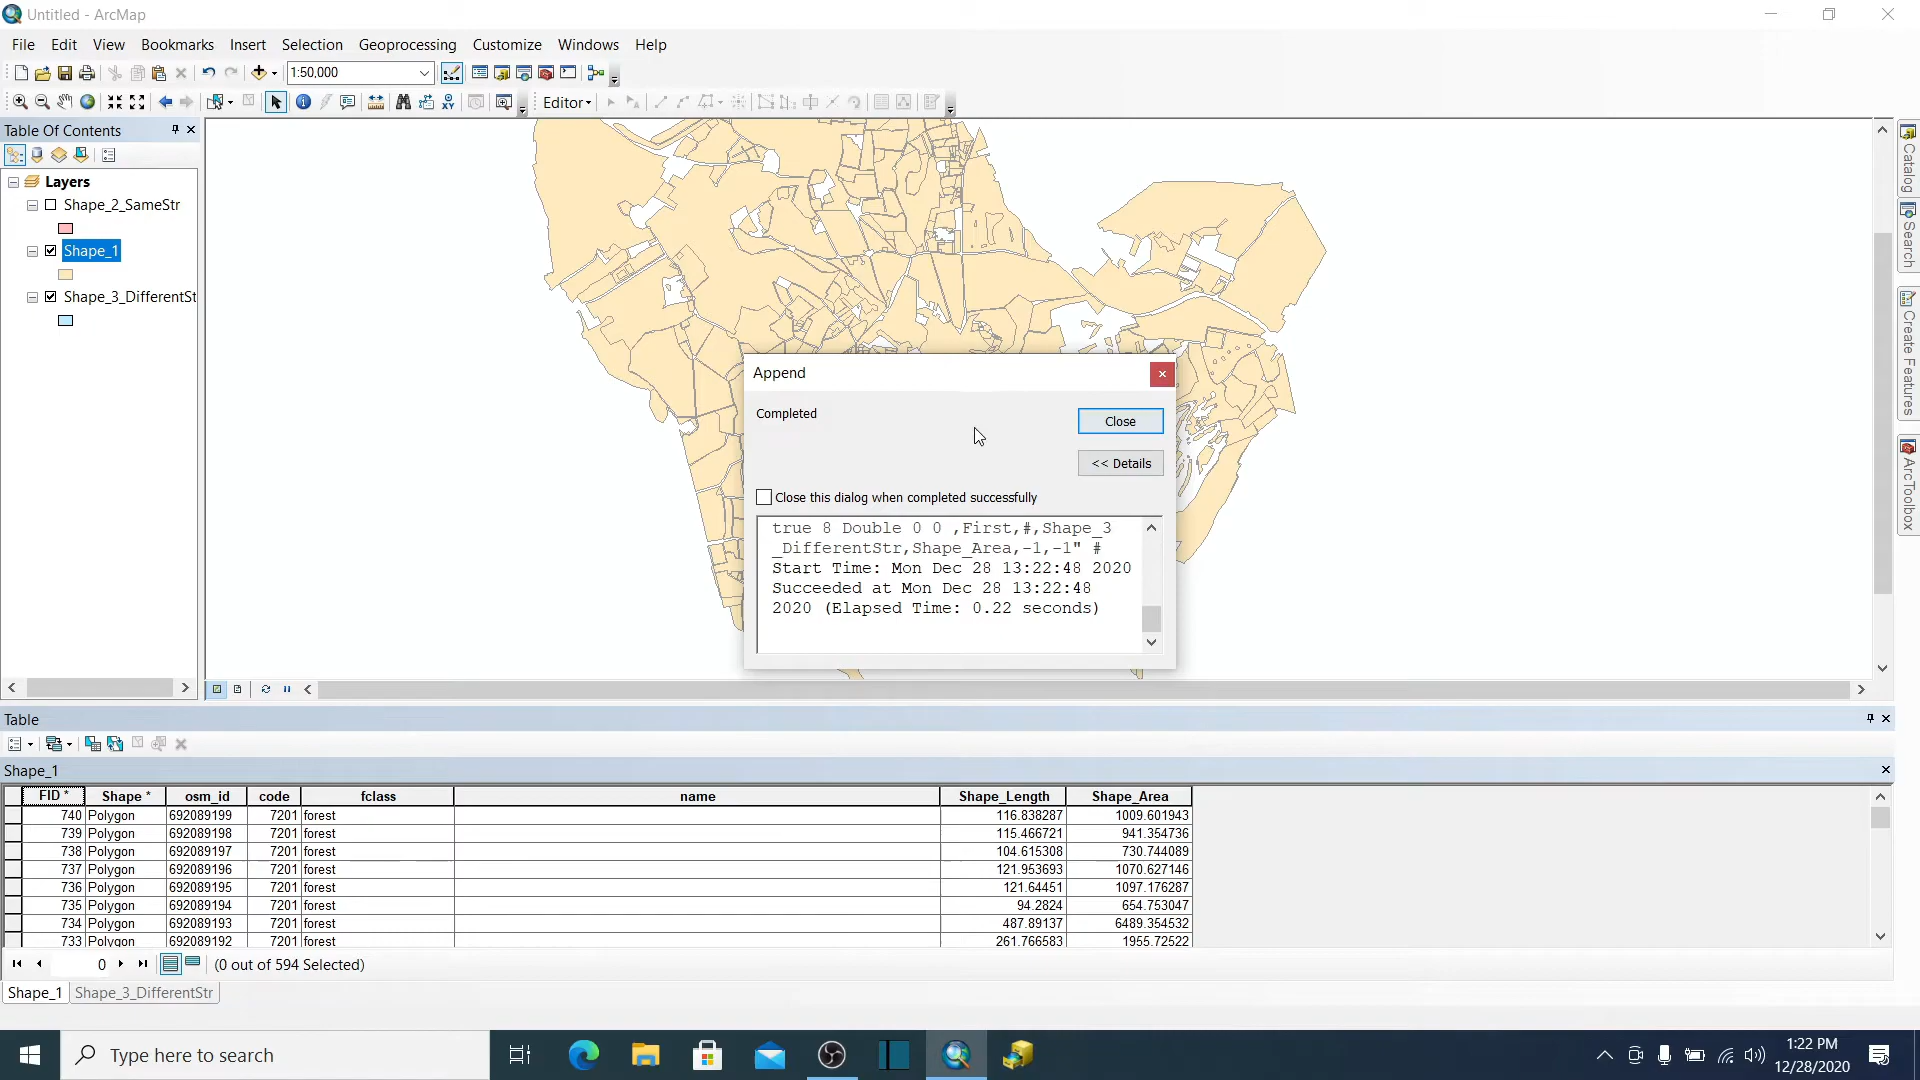 Untitled - ArcMap
File Edit View Bookmarks Insert Selection Geoprocessing Customize Windows Help
1:50,000
Editor
Table Of Contents
Layers
Shape_2_SameStr
Shape_1
Shape_3_DifferentSt
Catalog
Search
Create Features
ArcToolbox
Append
Completed
Close
<< Details
Close this dialog when completed successfully
true 8 Double 0 0 ,First,#,Shape_3
_DifferentStr,Shape_Area,-1,-1" #
Start Time: Mon Dec 28 13:22:48 2020
Succeeded at Mon Dec 28 13:22:48
2020 (Elapsed Time: 0.22 seconds)
Table
Shape_1
FID * Shape * osm_id code fclass name Shape_Length Shape_Area
740 Polygon 692089199 7201 forest 116.838287 1009.601943
739 Polygon 692089198 7201 forest 115.466721 941.354736
738 Polygon 692089197 7201 forest 104.615308 730.744089
737 Polygon 692089196 7201 forest 121.953693 1070.627146
736 Polygon 692089195 7201 forest 121.64451 1097.176287
735 Polygon 692089194 7201 forest 94.2824 654.753047
734 Polygon 692089193 7201 forest 487.89137 6489.354532
733 Polygon 692089192 7201 forest 261.766583 1955.72522
0 (0 out of 594 Selected)
Shape_1 Shape_3_DifferentStr
Type here to search
1:22 PM
12/28/2020